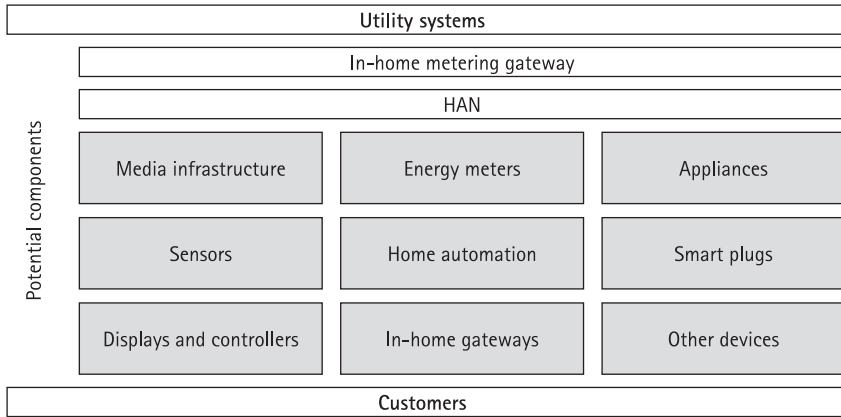 Utility systems
In-home metering gateway
HAN
Potential components
Media infrastructure
Energy meters
Appliances
Sensors
Home automation
Smart plugs
Displays and controllers
In-home gateways
Other devices
Customers